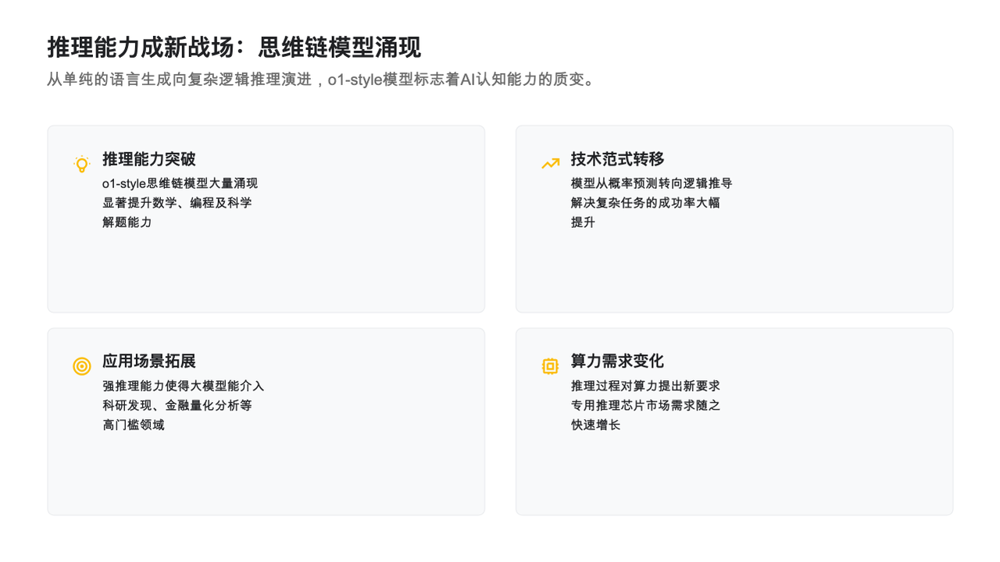 推理能力成新战场：思维链模型涌现
从单纯的语言生成向复杂逻辑推理演进，o1-style模型标志着AI认知能力的质变。
推理能力突破
o1-style思维链模型大量涌现
显著提升数学、编程及科学
解题能力
技术范式转移
模型从概率预测转向逻辑推导
解决复杂任务的成功率大幅
提升
应用场景拓展
强推理能力使得大模型能介入
科研发现、金融量化分析等
高门槛领域
算力需求变化
推理过程对算力提出新要求
专用推理芯片市场需求随之
快速增长